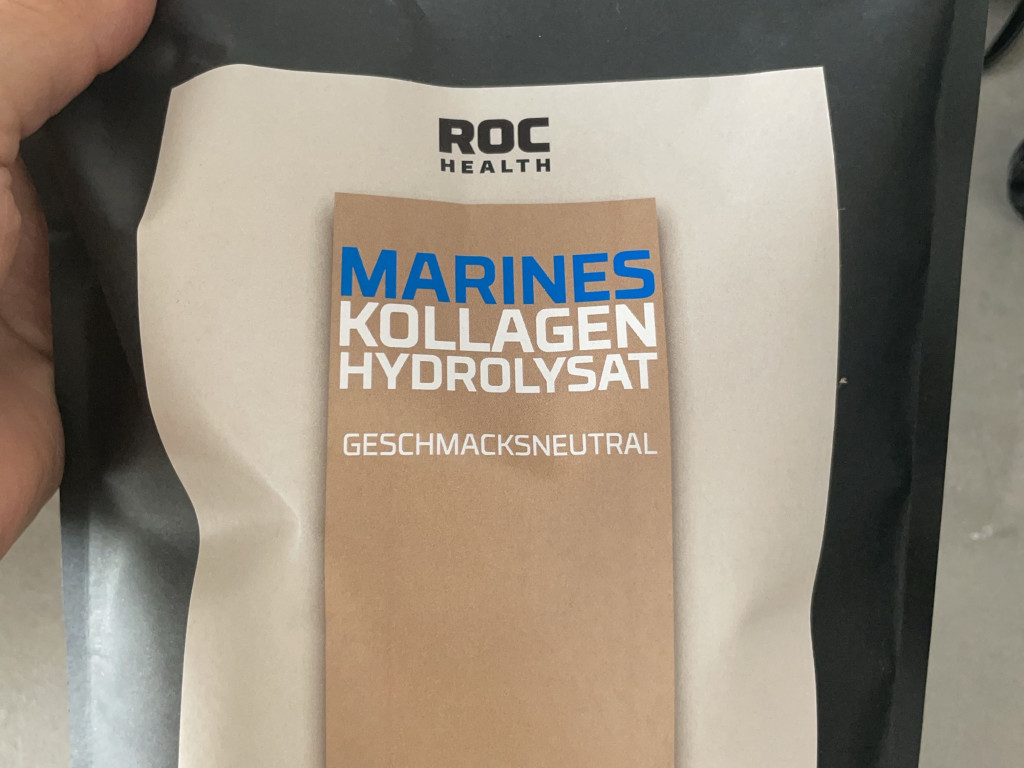 ROC
HEALTH
MARINES
KOLLAGEN
HYDROLYSAT
GESCHMACKSNEUTRAL